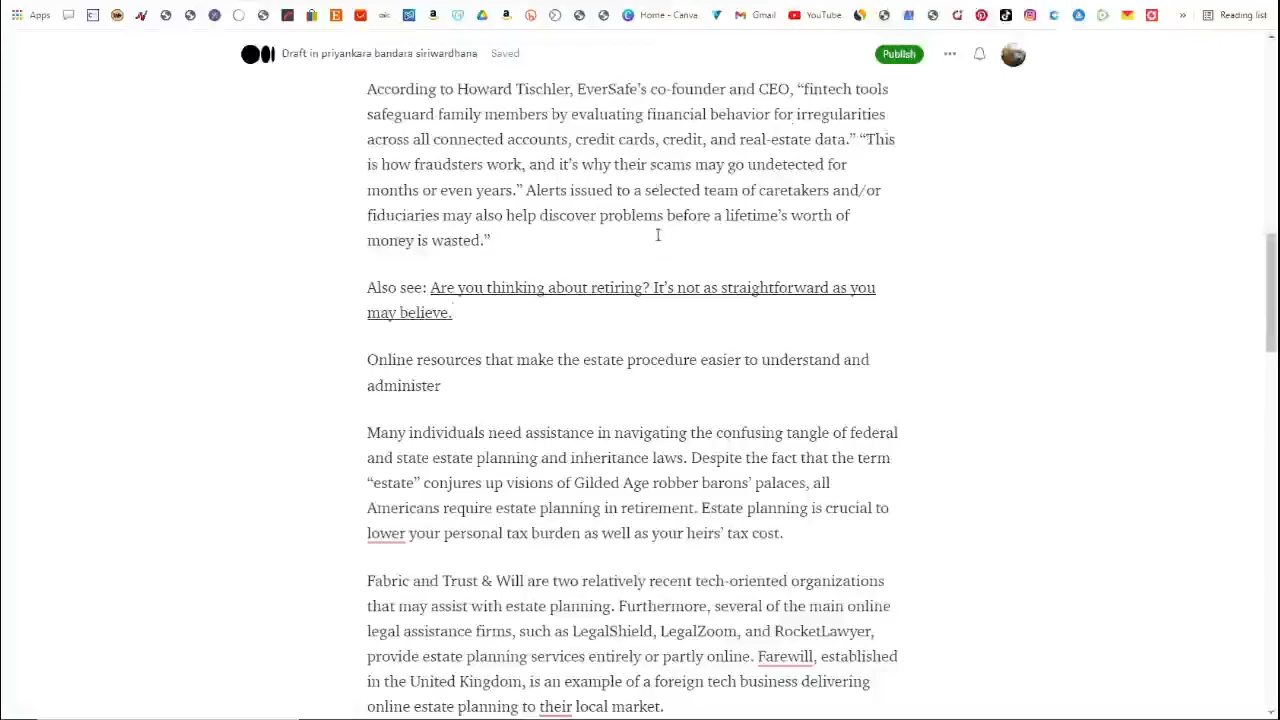 Apps
Home - Canva
Gmail
YouTube
»
Reading list
Draft in priyankara bandara siriwardhana
Saved
Publish
According to Howard Tischler, EverSafe’s co-founder and CEO, “fintech tools
safeguard family members by evaluating financial behavior for irregularities
across all connected accounts, credit cards, credit, and real-estate data.” “This
is how fraudsters work, and it’s why their scams may go undetected for
months or even years.” Alerts issued to a selected team of caretakers and/or
fiduciaries may also help discover problems before a lifetime’s worth of
money is wasted.”
Also see: Are you thinking about retiring? It’s not as straightforward as you
may believe.
Online resources that make the estate procedure easier to understand and
administer
Many individuals need assistance in navigating the confusing tangle of federal
and state estate planning and inheritance laws. Despite the fact that the term
“estate” conjures up visions of Gilded Age robber barons’ palaces, all
Americans require estate planning in retirement. Estate planning is crucial to
lower your personal tax burden as well as your heirs’ tax cost.
Fabric and Trust & Will are two relatively recent tech-oriented organizations
that may assist with estate planning. Furthermore, several of the main online
legal assistance firms, such as LegalShield, LegalZoom, and RocketLawyer,
provide estate planning services entirely or partly online. Farewill, established
in the United Kingdom, is an example of a foreign tech business delivering
online estate planning to their local market.